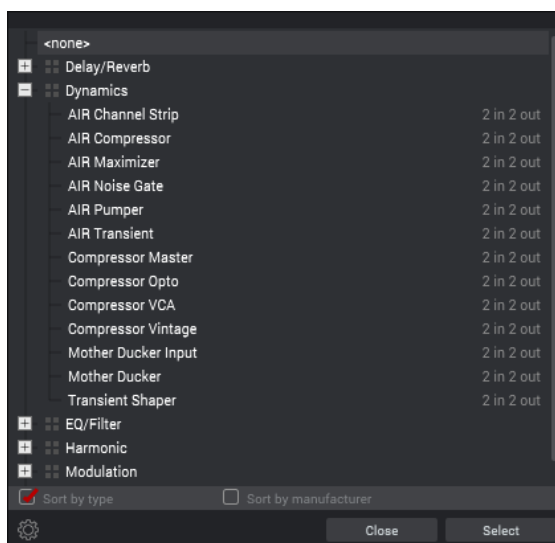 <none>
Delay/Reverb
Dynamics
AIR Channel Strip 2 in 2 out
AIR Compressor 2 in 2 out
AIR Maximizer 2 in 2 out
AIR Noise Gate 2 in 2 out
AIR Pumper 2 in 2 out
AIR Transient 2 in 2 out
Compressor Master 2 in 2 out
Compressor Opto 2 in 2 out
Compressor VCA 2 in 2 out
Compressor Vintage 2 in 2 out
Mother Ducker Input 2 in 2 out
Mother Ducker 2 in 2 out
Transient Shaper 2 in 2 out
EQ/Filter
Harmonic
Modulation
Sort by type Sort by manufacturer
Close Select